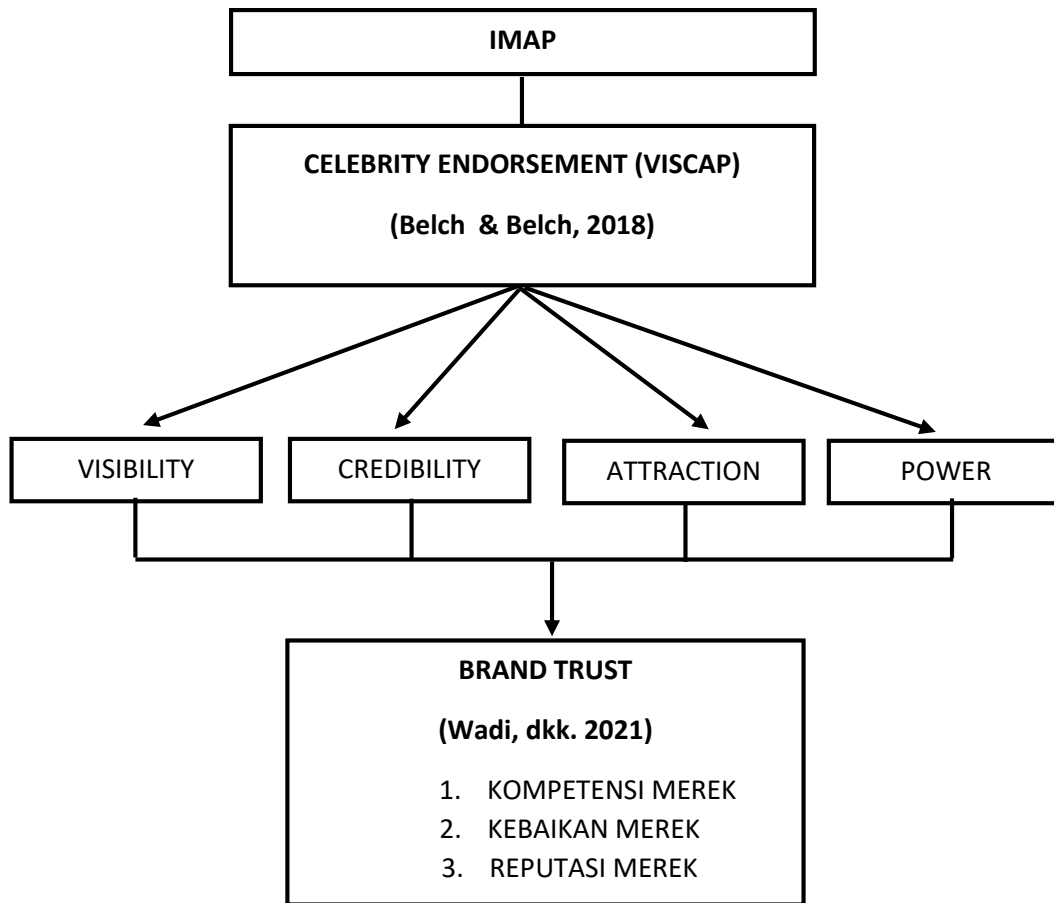 IMAP
CELEBRITY ENDORSEMENT (VISCAP)
(Belch & Belch, 2018)
VISIBILITY
CREDIBILITY
ATTRACTION
POWER
BRAND TRUST
(Wadi, dkk. 2021)
1. KOMPETENSI MEREK
2. KEBAIKAN MEREK
3. REPUTASI MEREK